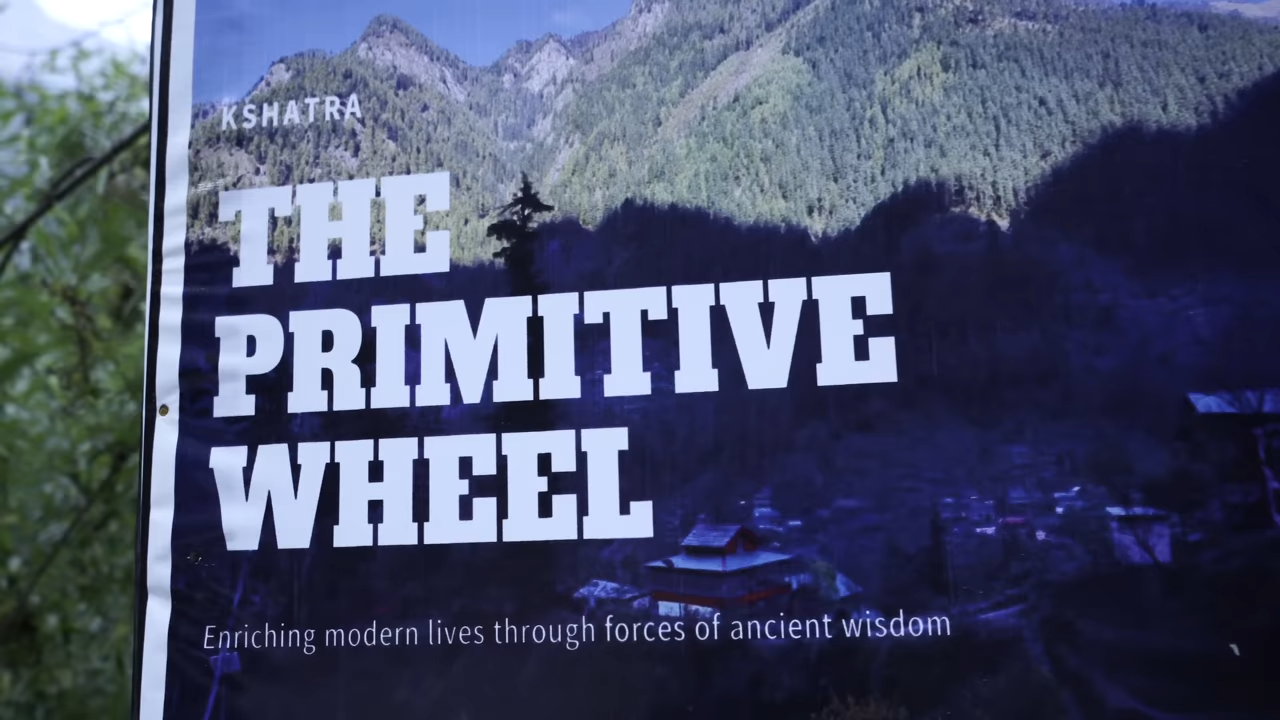 KSHATRA
THE
PRIMITIVE
WHEEL
Enriching modern lives through forces of ancient wisdom